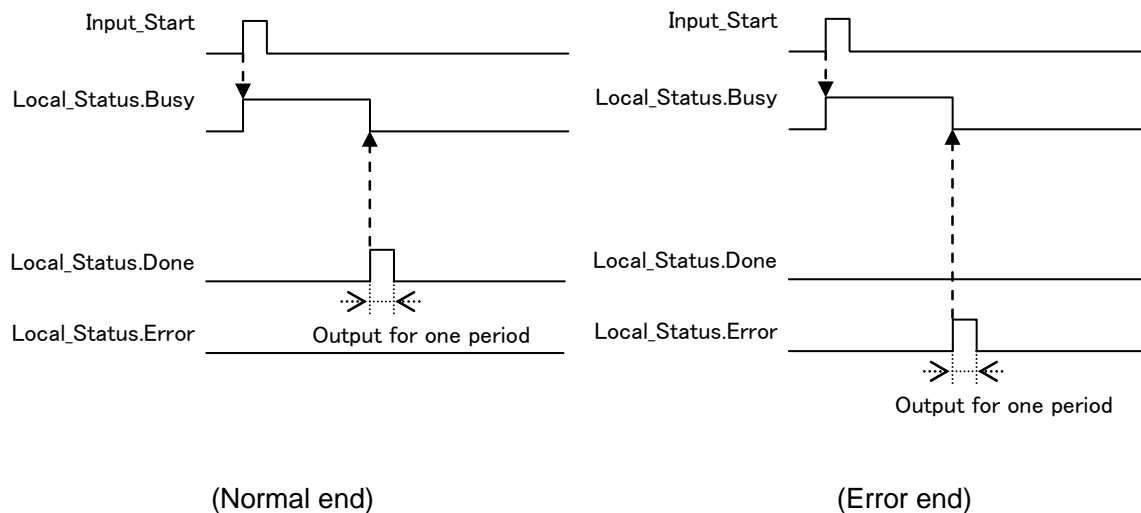 Input_Start
Local_Status.Busy
Local_Status.Done
Local_Status.Error
Output for one period
(Normal end)
Input_Start
Local_Status.Busy
Local_Status.Done
Local_Status.Error
Output for one period
(Error end)